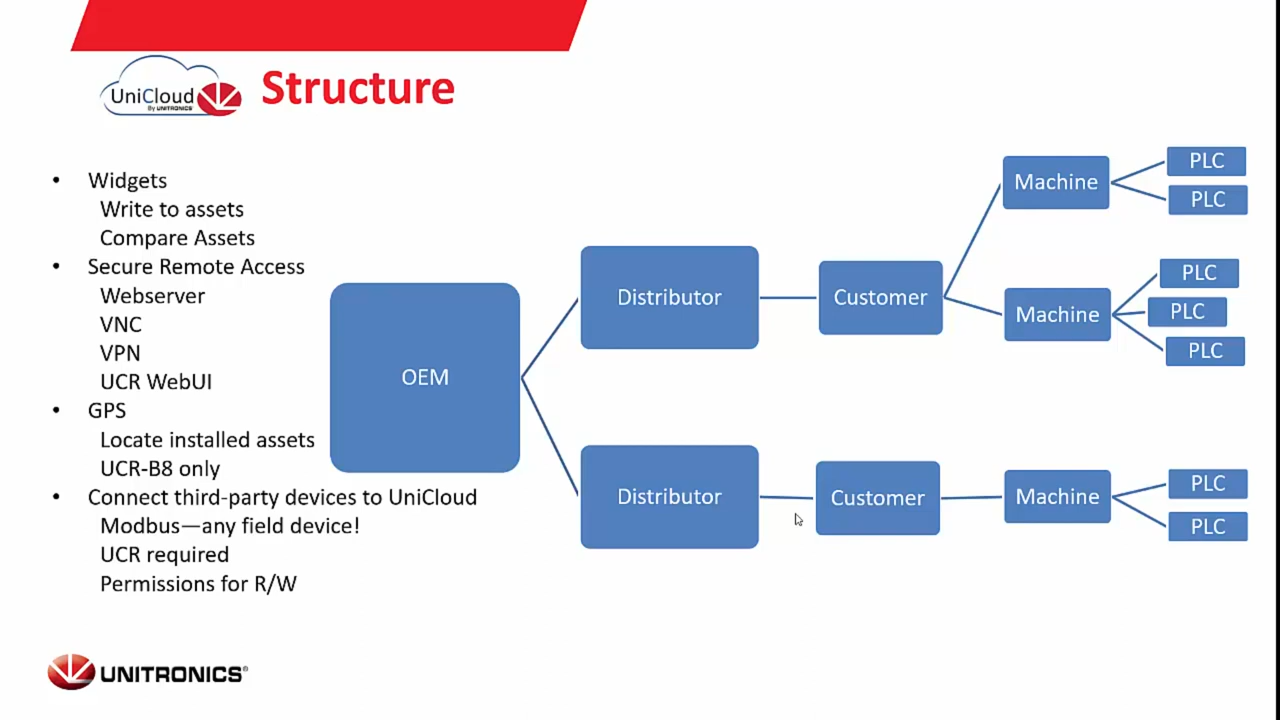 UniCloud
By UNITRONICS
Structure
• Widgets
Write to assets
Compare Assets
• Secure Remote Access
Webserver
VNC
VPN
UCR WebUI
• GPS
Locate installed assets
UCR-B8 only
• Connect third-party devices to UniCloud
Modbus—any field device!
UCR required
Permissions for R/W
OEM
Distributor
Customer
Machine
PLC
PLC
Machine
PLC
PLC
PLC
Distributor
Customer
Machine
PLC
PLC
UNITRONICS®